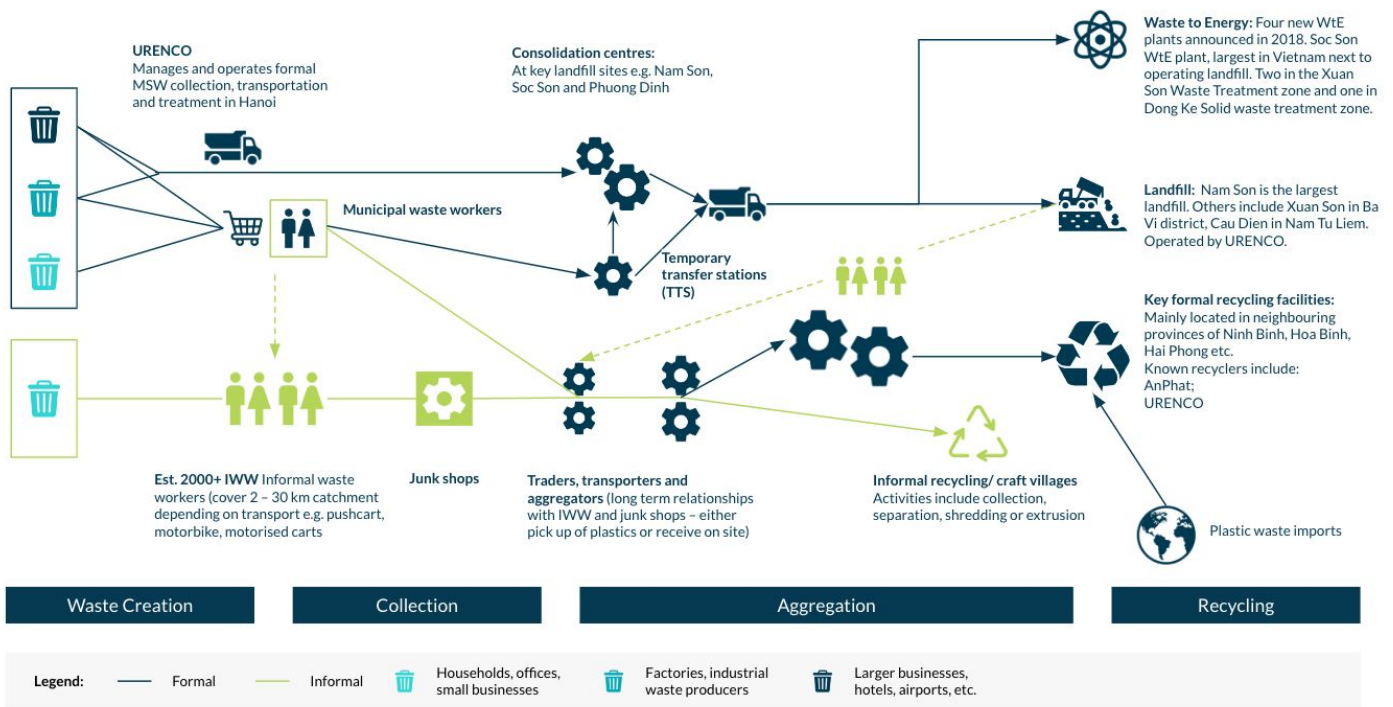 URENCO
Manages and operates formal
MSW collection, transportation
and treatment in Hanoi
Consolidation centres:
At key landfill sites e.g. Nam Son,
Soc Son and Phuong Dinh
Waste to Energy: Four new WtE
plants announced in 2018. Soc Son
WtE plant, largest in Vietnam next to
operating landfill. Two in the Xuan
Son Waste Treatment zone and one in
Dong Ke Solid waste treatment zone.
Municipal waste workers
Temporary
transfer stations
(TTS)
Landfill: Nam Son is the largest
landfill. Others include Xuan Son in Ba
Vi district, Cau Dien in Nam Tu Liem.
Operated by URENCO.
Key formal recycling facilities:
Mainly located in neighbouring
provinces of Ninh Binh, Hoa Binh,
Hai Phong etc.
Known recyclers include:
AnPhat;
URENCO
Est. 2000+ IWW Informal waste
workers (cover 2 – 30 km catchment
depending on transport e.g. pushcart,
motorbike, motorised carts
Junk shops
Traders, transporters and
aggregators (long term relationships
with IWW and junk shops – either
pick up of plastics or receive on site)
Informal recycling/ craft villages
Activities include collection,
separation, shredding or extrusion
Plastic waste imports
Waste Creation
Collection
Aggregation
Recycling
Legend:
Formal
Informal
Households, offices,
small businesses
Factories, industrial
waste producers
Larger businesses,
hotels, airports, etc.